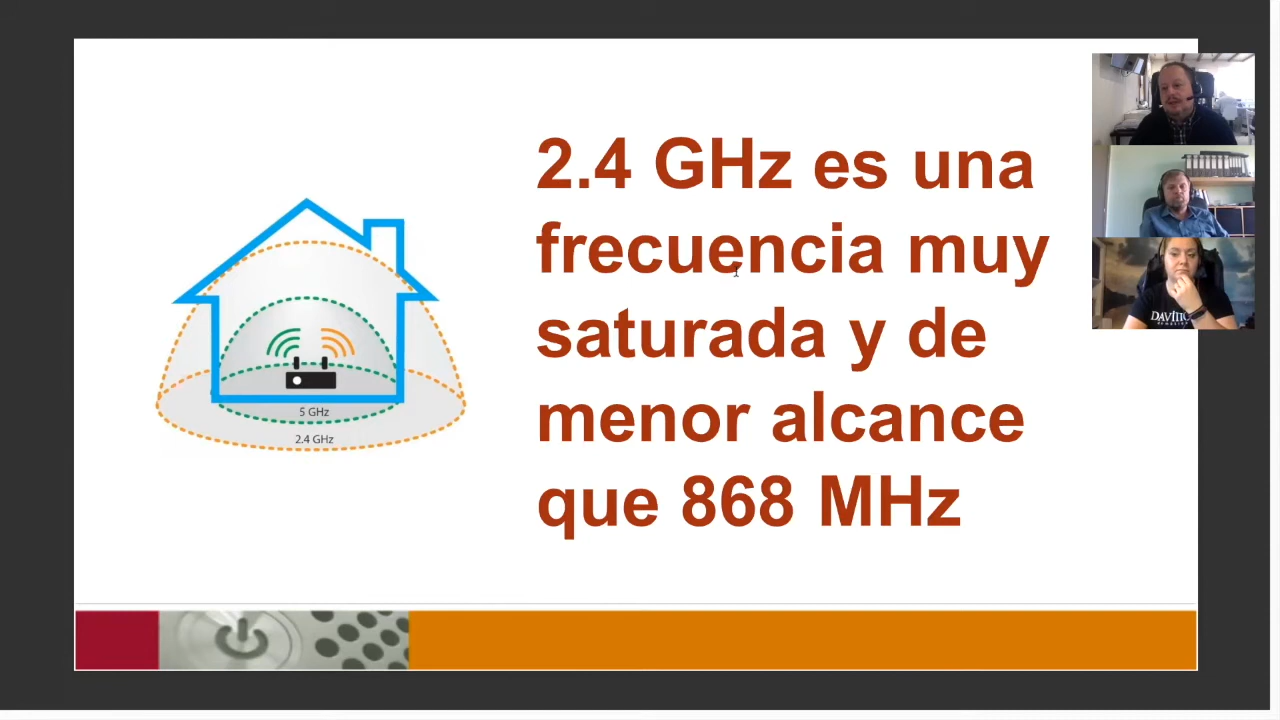 2.4 GHz es una
frecuencia muy
saturada y de
menor alcance
que 868 MHz
5 GHz
2.4 GHz